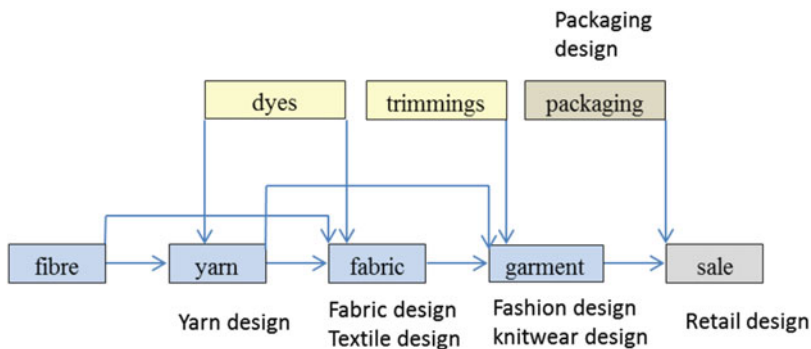 Packaging
design
dyes
trimmings
packaging
fibre
yarn
fabric
garment
sale
Yarn design
Fabric design
Textile design
Fashion design
knitwear design
Retail design